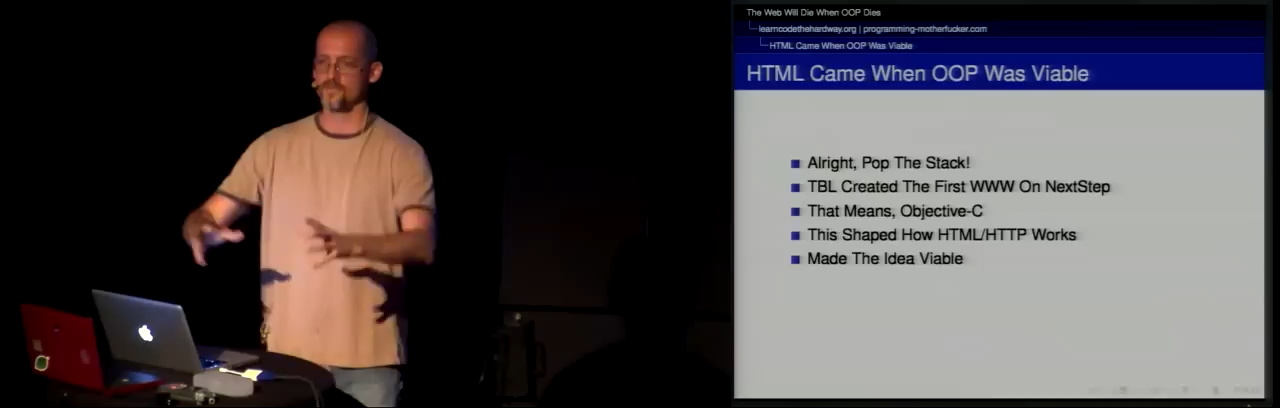 The Web Will Die When OOP Dies
learncodethehardway.org | programming-motherfucker.com
HTML Came When OOP Was Viable
HTML Came When OOP Was Viable
Alright, Pop The Stack!
TBL Created The First WWW On NextStep
That Means, Objective-C
This Shaped How HTML/HTTP Works
Made The Idea Viable